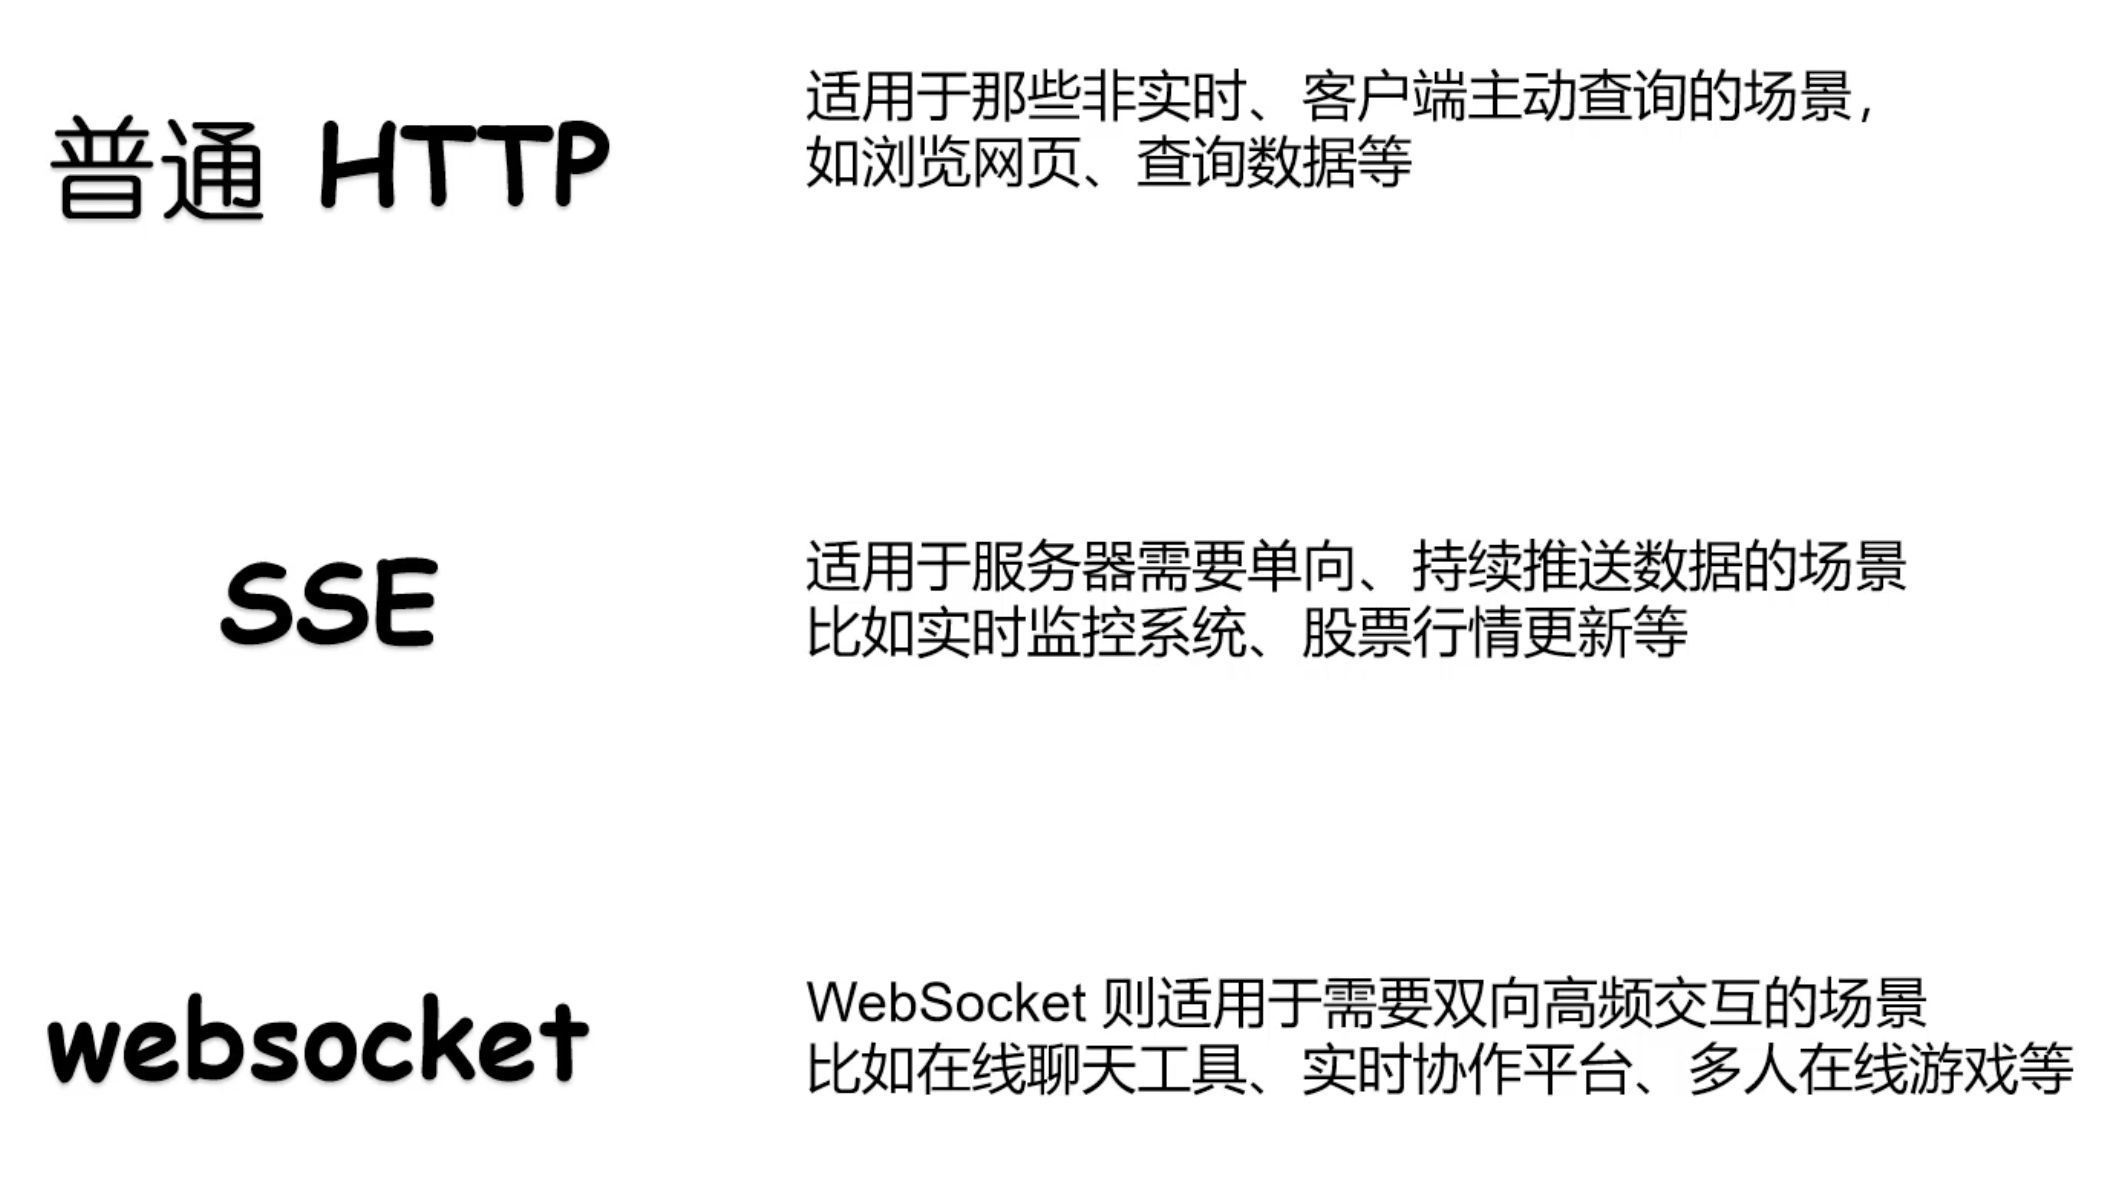 普通 HTTP
适用于那些非实时、客户端主动查询的场景，
如浏览网页、查询数据等
SSE
适用于服务器需要单向、持续推送数据的场景
比如实时监控系统、股票行情更新等
websocket
WebSocket 则适用于需要双向高频交互的场景
比如在线聊天工具、实时协作平台、多人在线游戏等